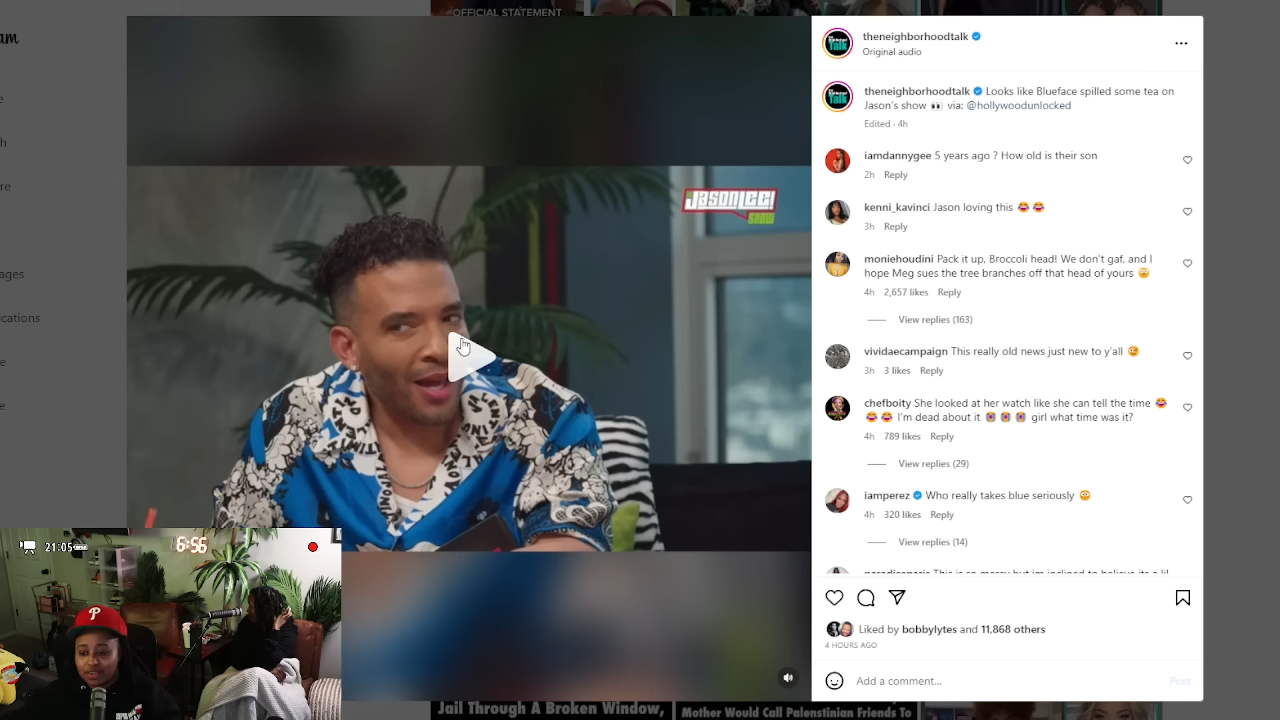 OFFICIAL STATEMENT
am
e
h
re
ages
ications
e
e
JASON LEE
SHOW
21:05
6:56
P
Jail Through A Broken Window,
Mother Would Call Palenstinian Friends To
Talk
theneighborhoodtalk
Original audio
Talk
theneighborhoodtalk Looks like Blueface spilled some tea on
Jason's show 👀 via: @hollywoodunlocked
Edited · 4h
iamdannygee 5 years ago ? How old is their son
2h Reply
kenni_kavinci Jason loving this 😂 😂
3h Reply
moniehoudini Pack it up, Broccoli head! We don't gaf, and I
hope Meg sues the tree branches off that head of yours
4h 2,657 likes Reply
View replies (163)
vividaecampaign This really old news just new to y'all
3h 3 likes Reply
chefboity She looked at her watch like she can tell the time 😂
😂 😂 I'm dead about it 😭 😭 😭 girl what time was it?
4h 789 likes Reply
View replies (29)
iamperez Who really takes blue seriously
4h 320 likes Reply
View replies (14)
Liked by bobbylytes and 11,868 others
4 HOURS AGO
Add a comment...
Post